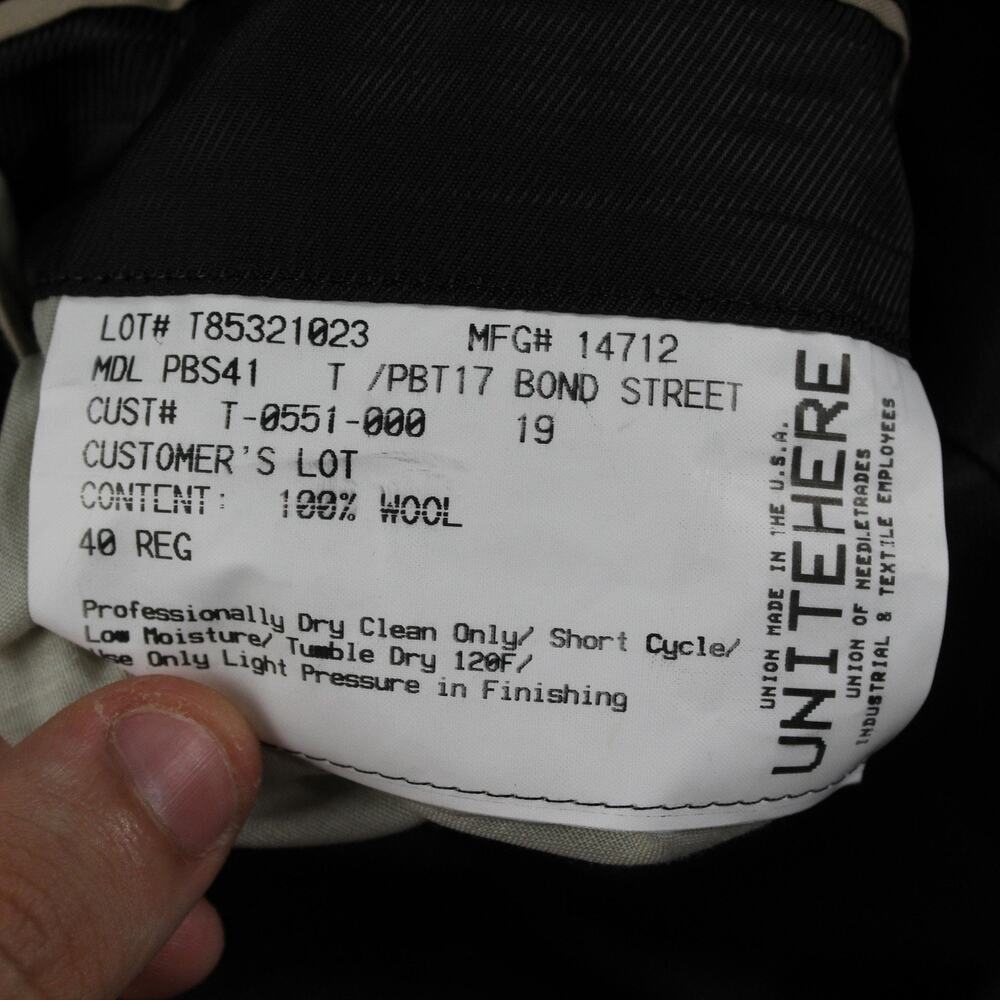 LOT# T85321023 MFG# 14712
MDL PBS41 T /PBT17 BOND STREET
CUST# T-0551-000 19
CUSTOMER'S LOT
CONTENT: 100% WOOL
40 REG
Professionally Dry Clean Only/ Short Cycle/
Low Moisture/ Tumble Dry 120F/
Use Only Light Pressure in Finishing
UNION MADE IN THE U.S.A.
UNITEHERE
UNION OF NEEDLETRADES
INDUSTRIAL & TEXTILE EMPLOYEES